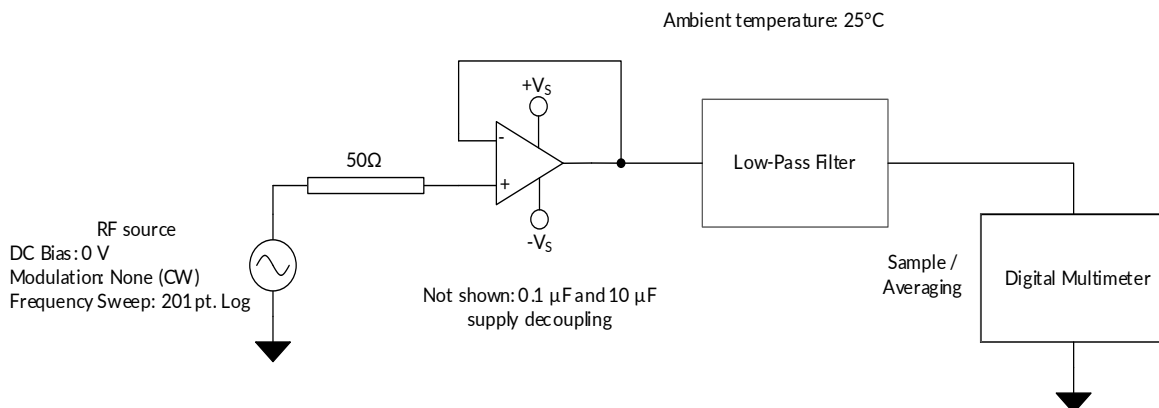 Ambient temperature: 25°C
+VS
-
50Ω
+
Low-Pass Filter
-VS
RF source
DC Bias: 0 V
Modulation: None (CW)
Frequency Sweep: 201 pt. Log
Not shown: 0.1 µF and 10 µF
supply decoupling
Sample /
Averaging
Digital Multimeter